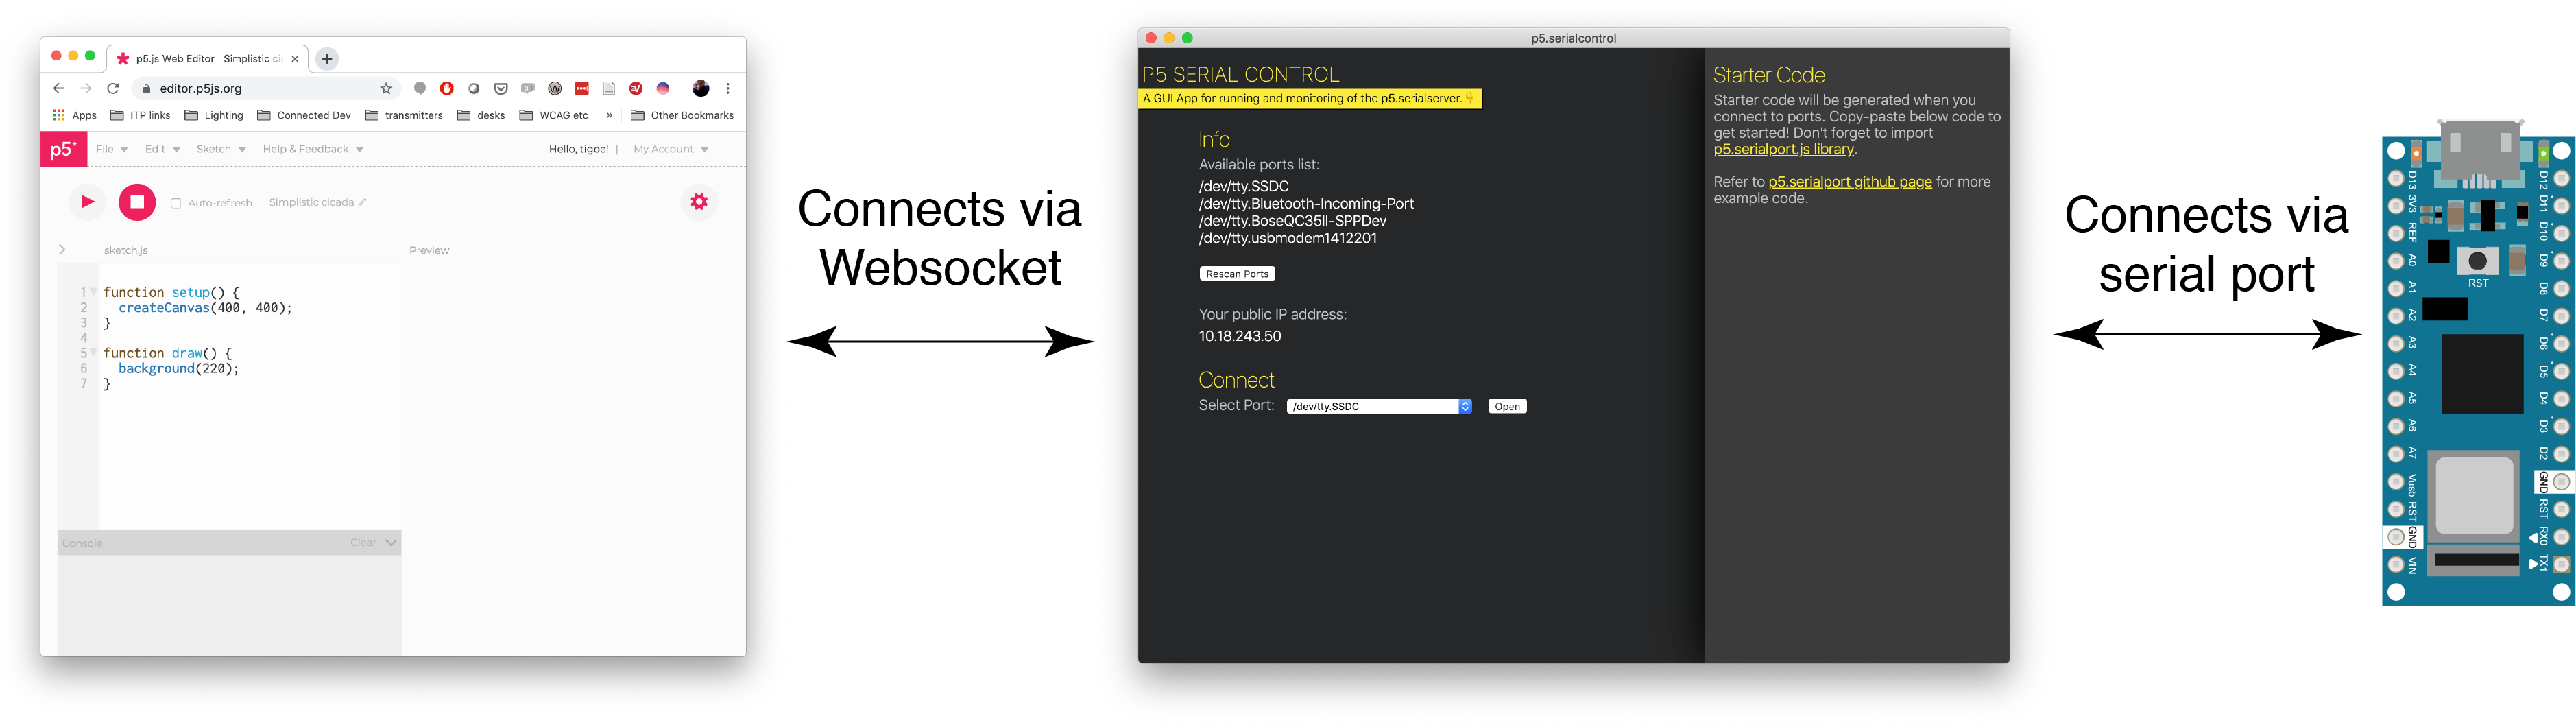 p5.js Web Editor | Simplistic ci
editor.p5js.org
Apps ITP links Lighting Connected Dev transmitters desks WCAG etc » Other Bookmarks
p5* File Edit Sketch Help & Feedback Hello, tigoe! | My Account
Auto-refresh Simplistic cicada
sketch.js Preview
1 function setup() {
2 createCanvas(400, 400);
3 }
4
5 function draw() {
6 background(220);
7 }
Console Clear
Connects via
Websocket
p5.serialcontrol
P5 SERIAL CONTROL
A GUI App for running and monitoring of the p5.serialserver.👇
Info
Available ports list:
/dev/tty.SSDC
/dev/tty.Bluetooth-Incoming-Port
/dev/tty.BoseQC35II-SPPDev
/dev/tty.usbmodem1412201
Rescan Ports
Your public IP address:
10.18.243.50
Connect
Select Port: /dev/tty.SSDC Open
Starter Code
Starter code will be generated when you
connect to ports. Copy-paste below code to
get started! Don't forget to import
p5.serialport.js library.
Refer to p5.serialport github page for more
example code.
Connects via
serial port
D13 D12
3V3 D11
REF D10
A0 D9
RST
A1 D8
A2 D7
A3 D6
A4 D5
A5 D4
A6 D3
A7 D2
Vusb GND
RST RST
GND RX0
VIN TX1